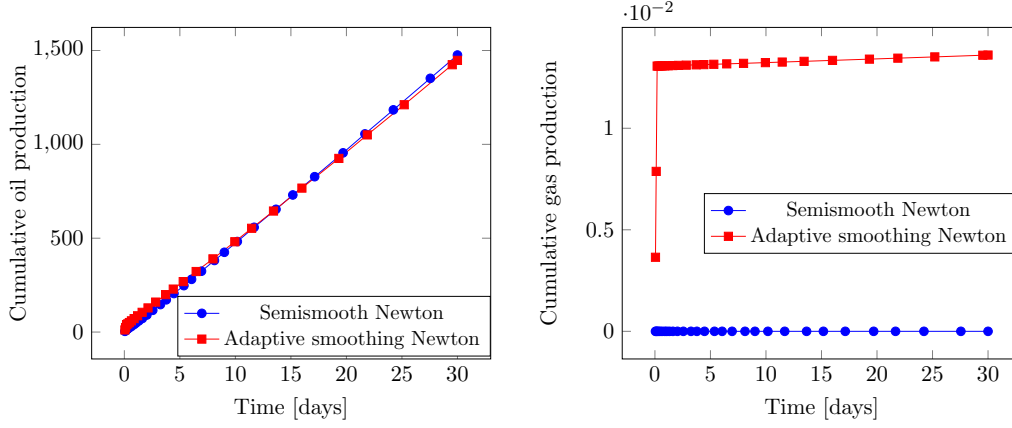 Cumulative oil production
1,500
1,000
500
0
Semismooth Newton
Adaptive smoothing Newton
0 5 10 15 20 25 30
Time [days]
·10⁻²
Cumulative gas production
1
0.5
0
Semismooth Newton
Adaptive smoothing Newton
0 5 10 15 20 25 30
Time [days]